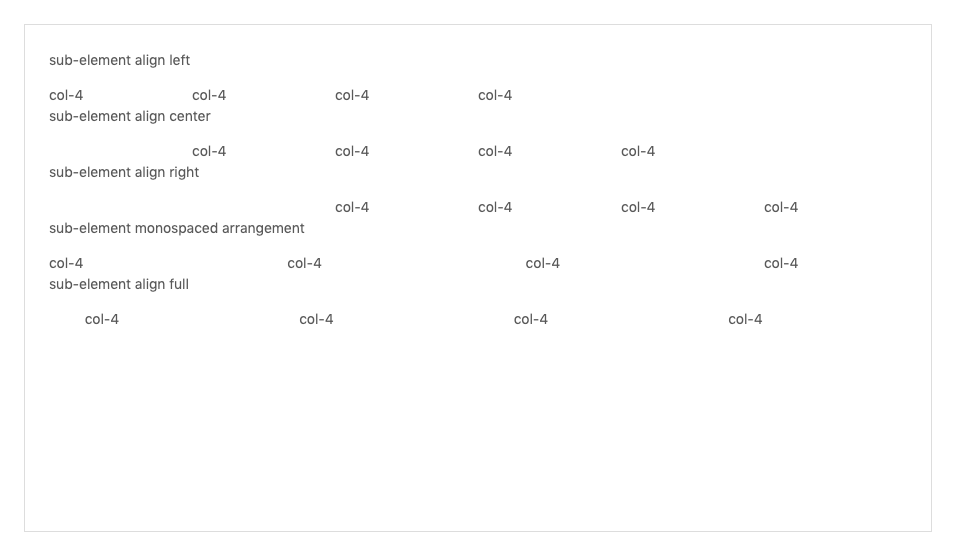 sub-element align left
col-4 col-4 col-4 col-4
sub-element align center
col-4 col-4 col-4 col-4
sub-element align right
col-4 col-4 col-4 col-4
sub-element monospaced arrangement
col-4 col-4 col-4 col-4
sub-element align full
col-4 col-4 col-4 col-4